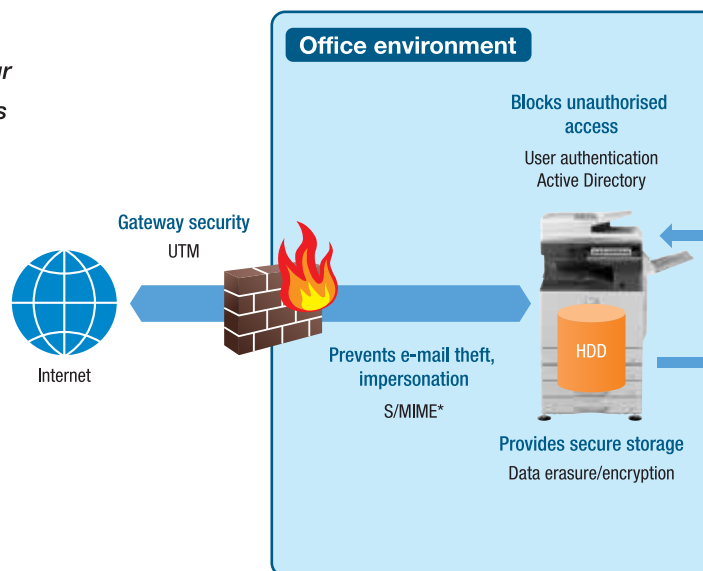 Office environment
Blocks unauthorised
access
User authentication
Active Directory
Gateway security
UTM
Internet
Prevents e-mail theft,
impersonation
S/MIME*
HDD
Provides secure storage
Data erasure/encryption